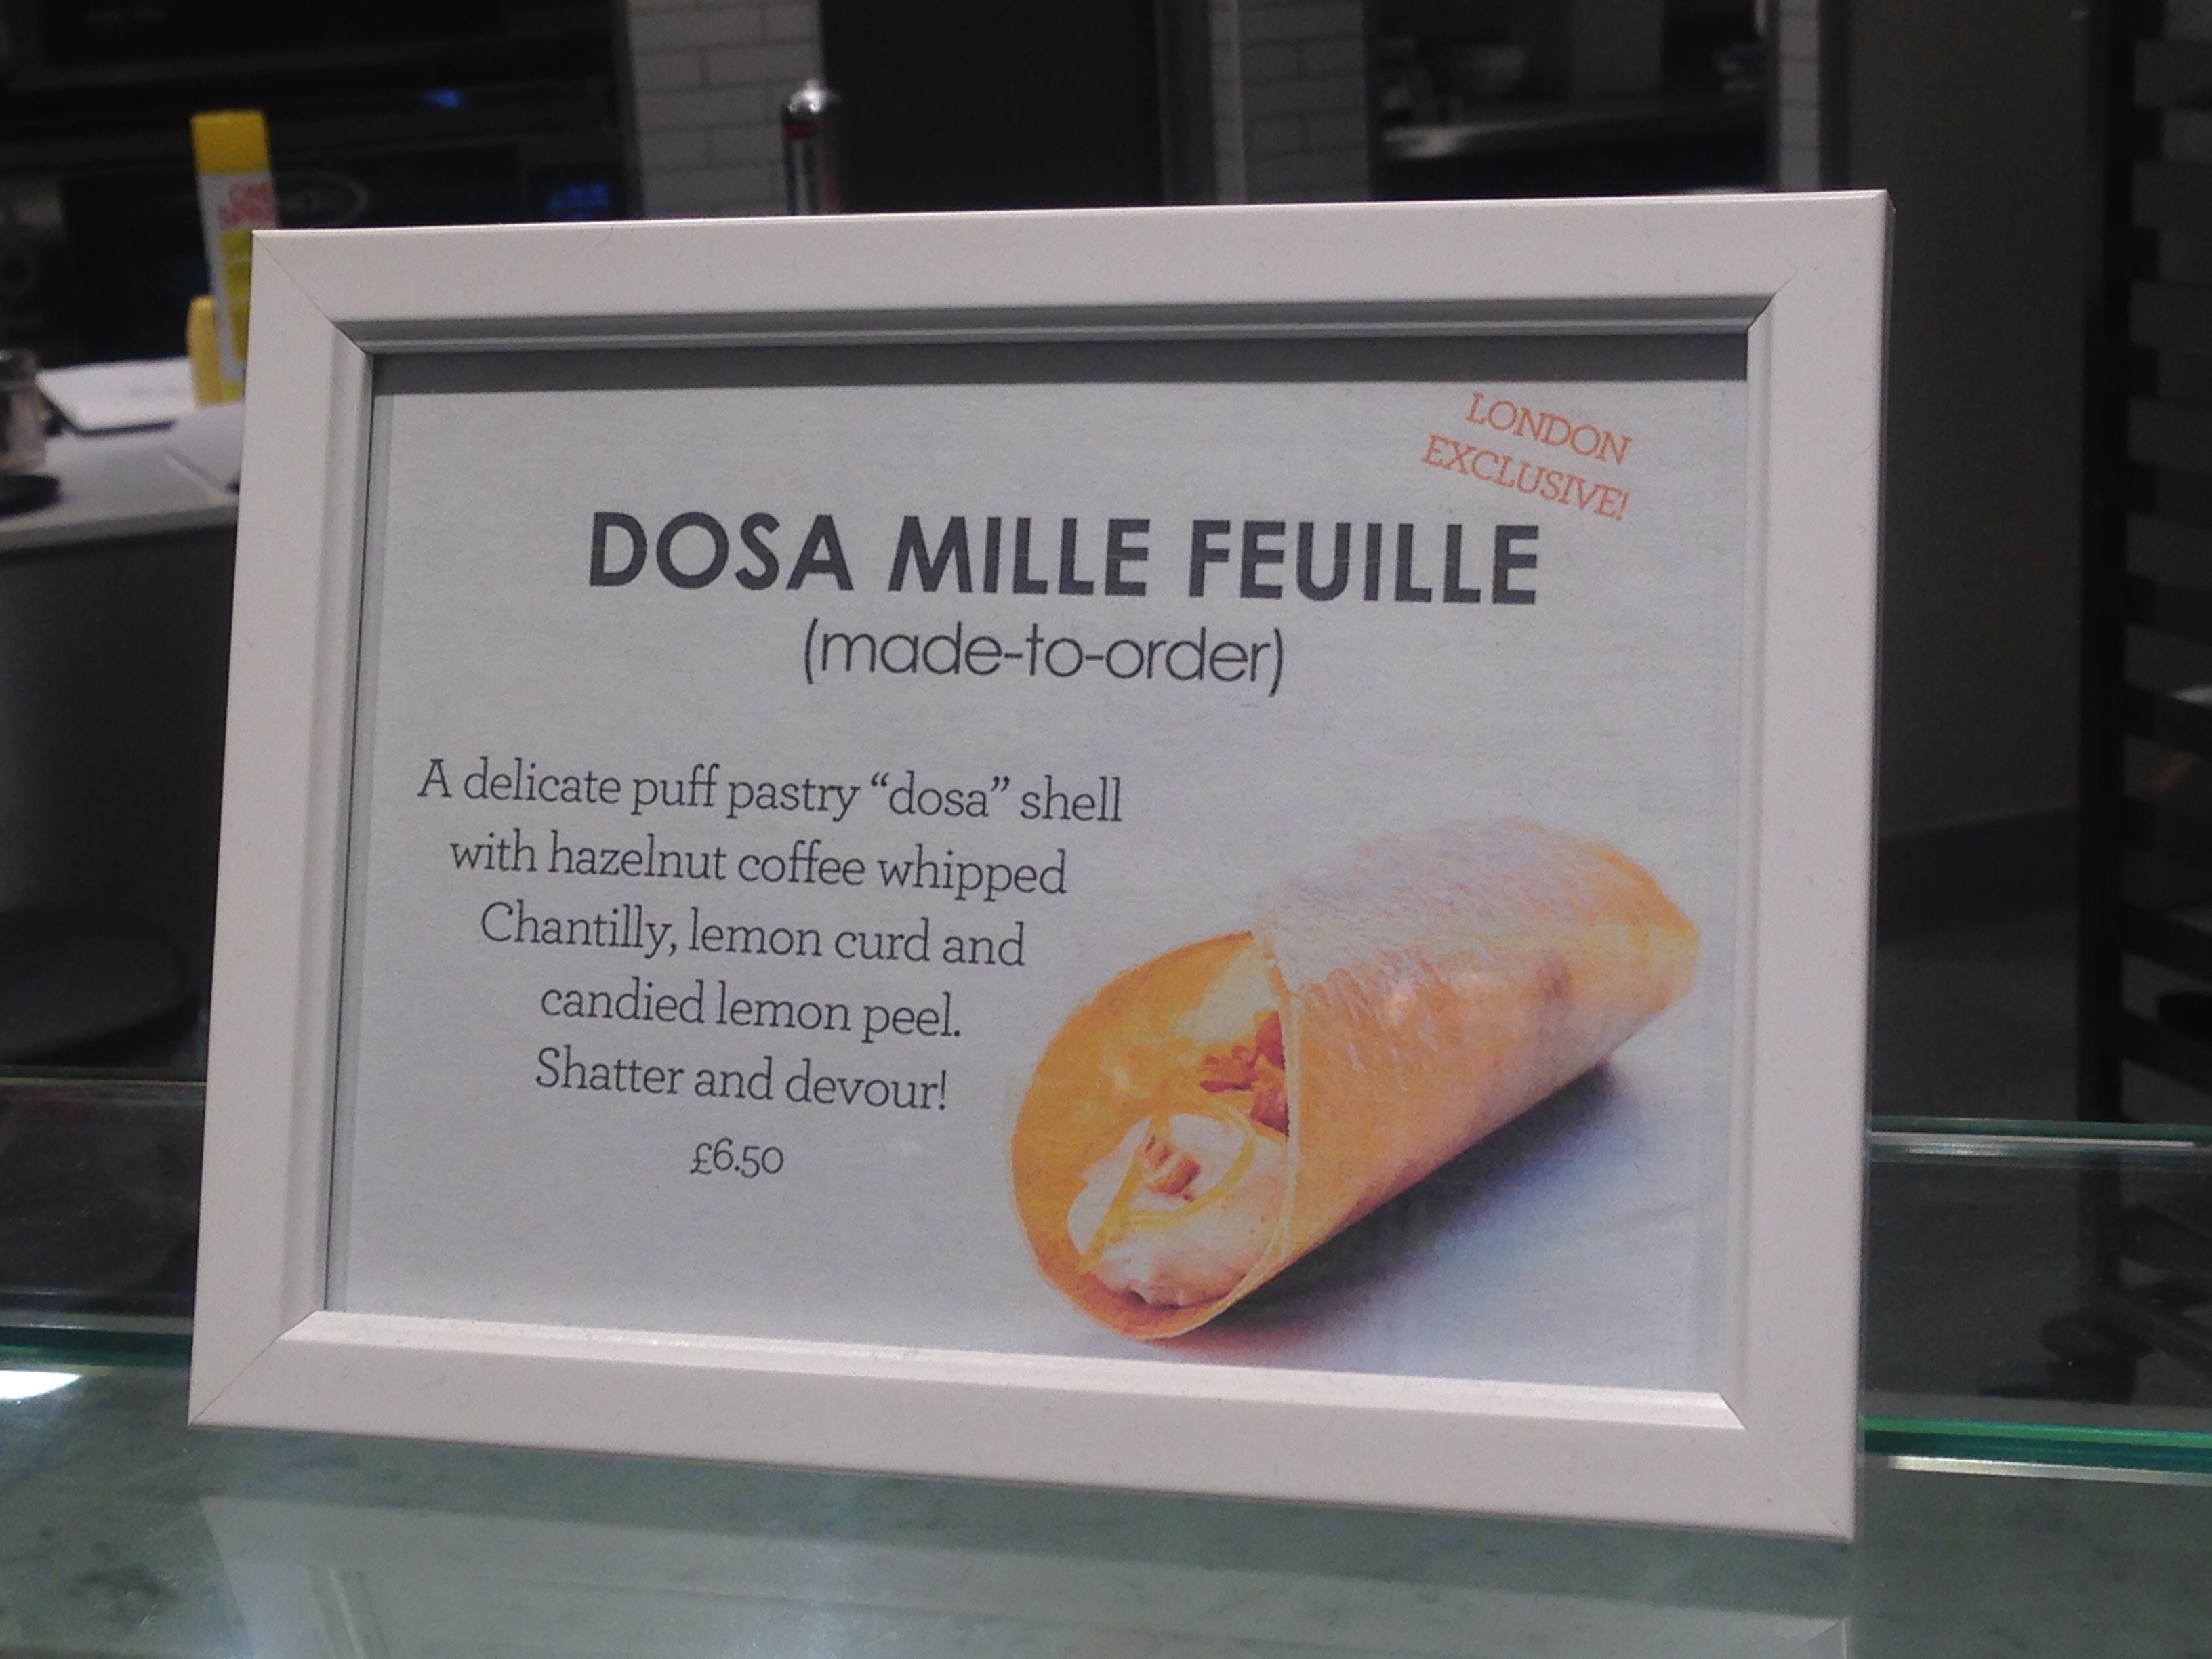 LONDON
EXCLUSIVE!
DOSA MILLE FEUILLE
(made-to-order)
A delicate puff pastry “dosa” shell
with hazelnut coffee whipped
Chantilly, lemon curd and
candied lemon peel.
Shatter and devour!
£6.50